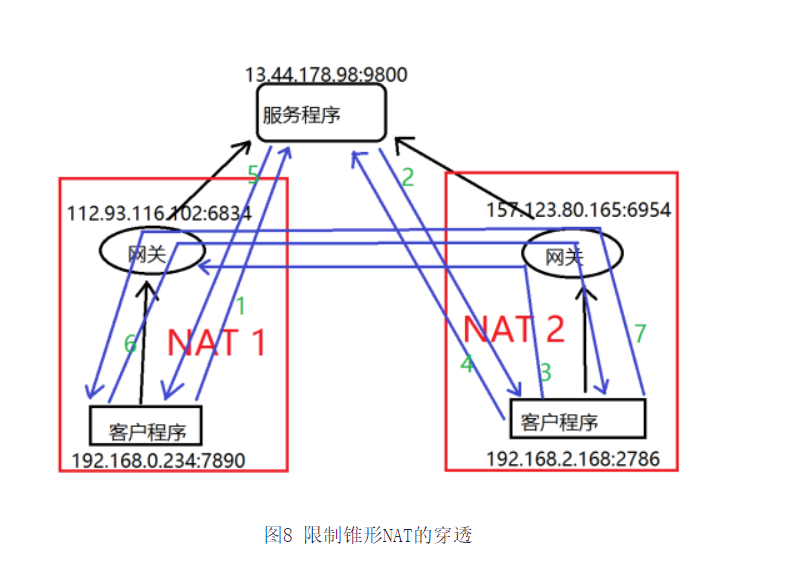 13.44.178.98:9800
服务程序
5
2
112.93.116.102:6834
157.123.80.165:6954
网关
网关
1
6
NAT 1
NAT 2
7
4
3
客户程序
客户程序
192.168.0.234:7890
192.168.2.168:2786
图8 限制锥形NAT的穿透